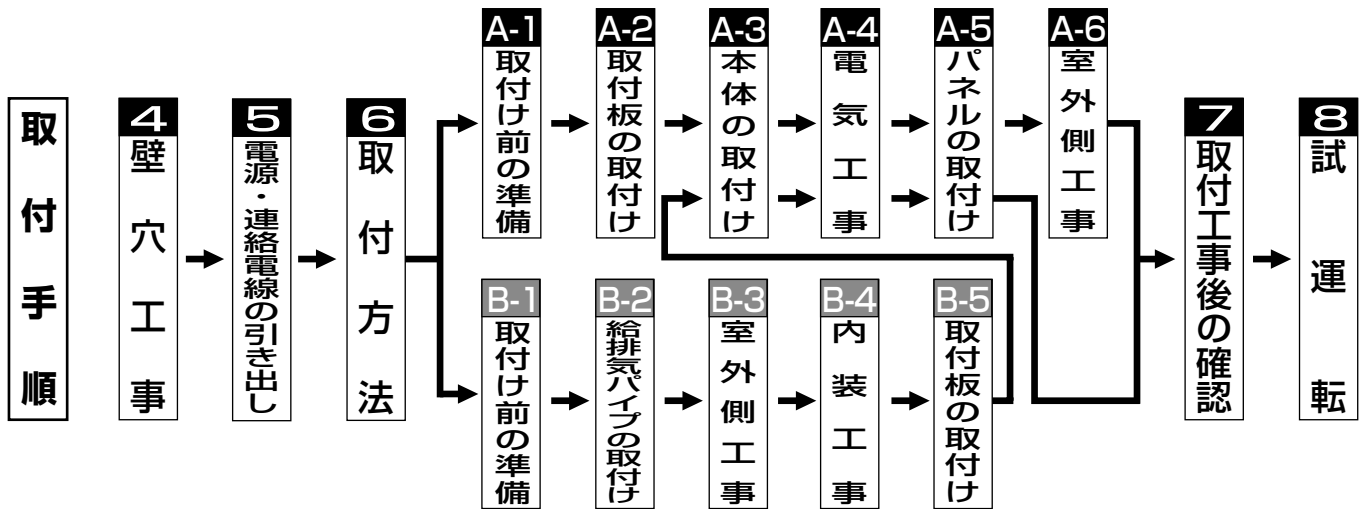 取付手順
4
壁穴工事
5
電源・連絡電線の引き出し
6
取付方法
A-1
取付け前の準備
A-2
取付板の取付け
A-3
本体の取付け
A-4
電気工事
A-5
パネルの取付け
A-6
室外側工事
B-1
取付け前の準備
B-2
給排気パイプの取付け
B-3
室外側工事
B-4
内装工事
B-5
取付板の取付け
7
取付工事後の確認
8
試運転